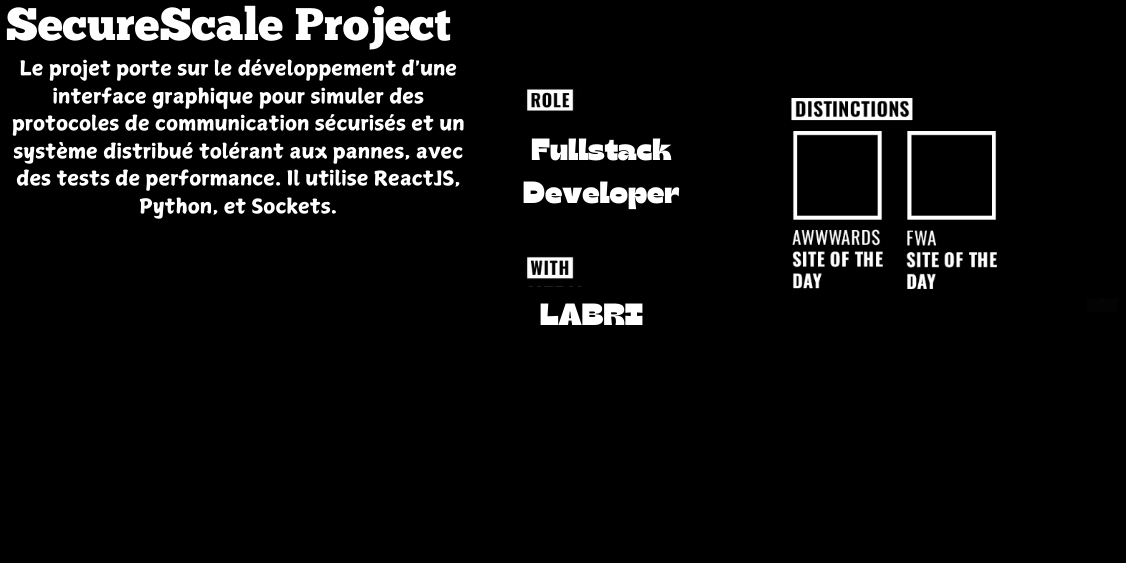 SecureScale Project
Le projet porte sur le développement d'une
interface graphique pour simuler des
protocoles de communication sécurisés et un
système distribué tolérant aux pannes, avec
des tests de performance. Il utilise ReactJS,
Python, et Sockets.
ROLE
Fullstack
Developer
WITH
LABRI
DISTINCTIONS
AWWWARDS
SITE OF THE
DAY
FWA
SITE OF THE
DAY